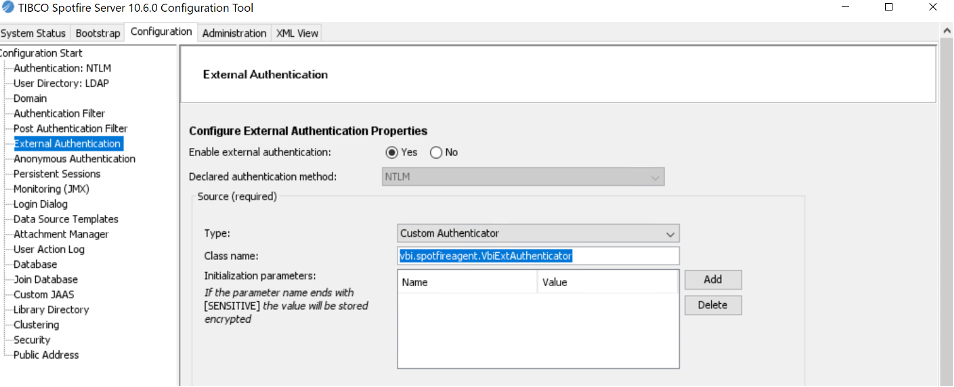 TIBCO Spotfire Server 10.6.0 Configuration Tool
System Status Bootstrap Configuration Administration XML View
Configuration Start
Authentication: NTLM
User Directory: LDAP
Domain
Authentication Filter
Post Authentication Filter
External Authentication
Anonymous Authentication
Persistent Sessions
Monitoring (JMX)
Login Dialog
Data Source Templates
Attachment Manager
User Action Log
Database
Join Database
Custom JAAS
Library Directory
Clustering
Security
Public Address
External Authentication
Configure External Authentication Properties
Enable external authentication: Yes No
Declared authentication method: NTLM
Source (required)
Type: Custom Authenticator
Class name: vbi.spotfireagent.VbiExtAuthenticator
Initialization parameters:
If the parameter name ends with
[SENSITIVE] the value will be stored
encrypted
Name Value
Add
Delete